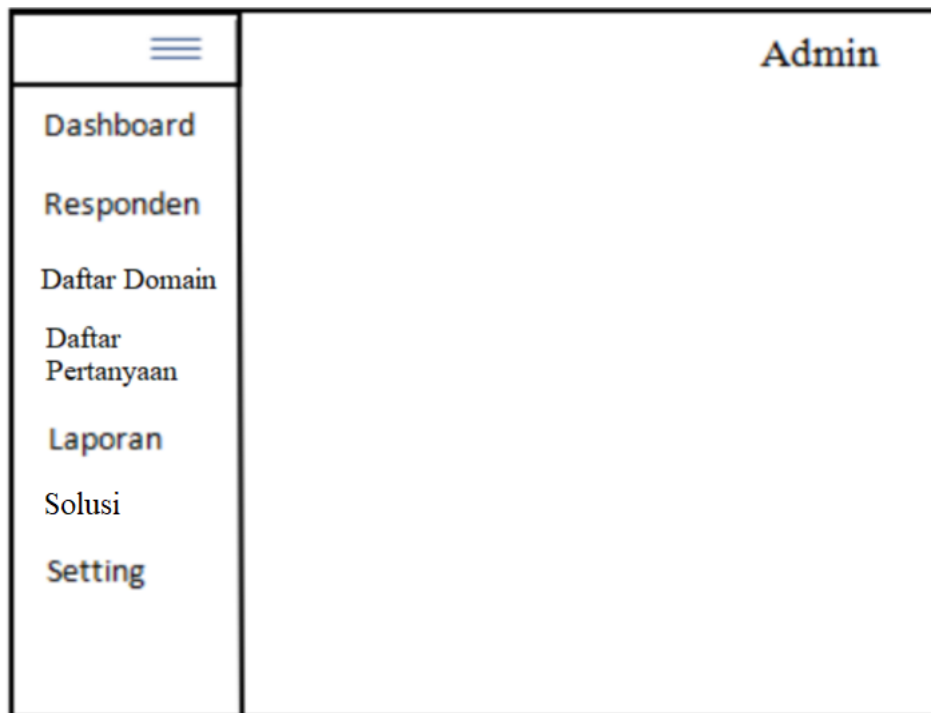 Admin
Dashboard
Responden
Daftar Domain
Daftar
Pertanyaan
Laporan
Solusi
Setting